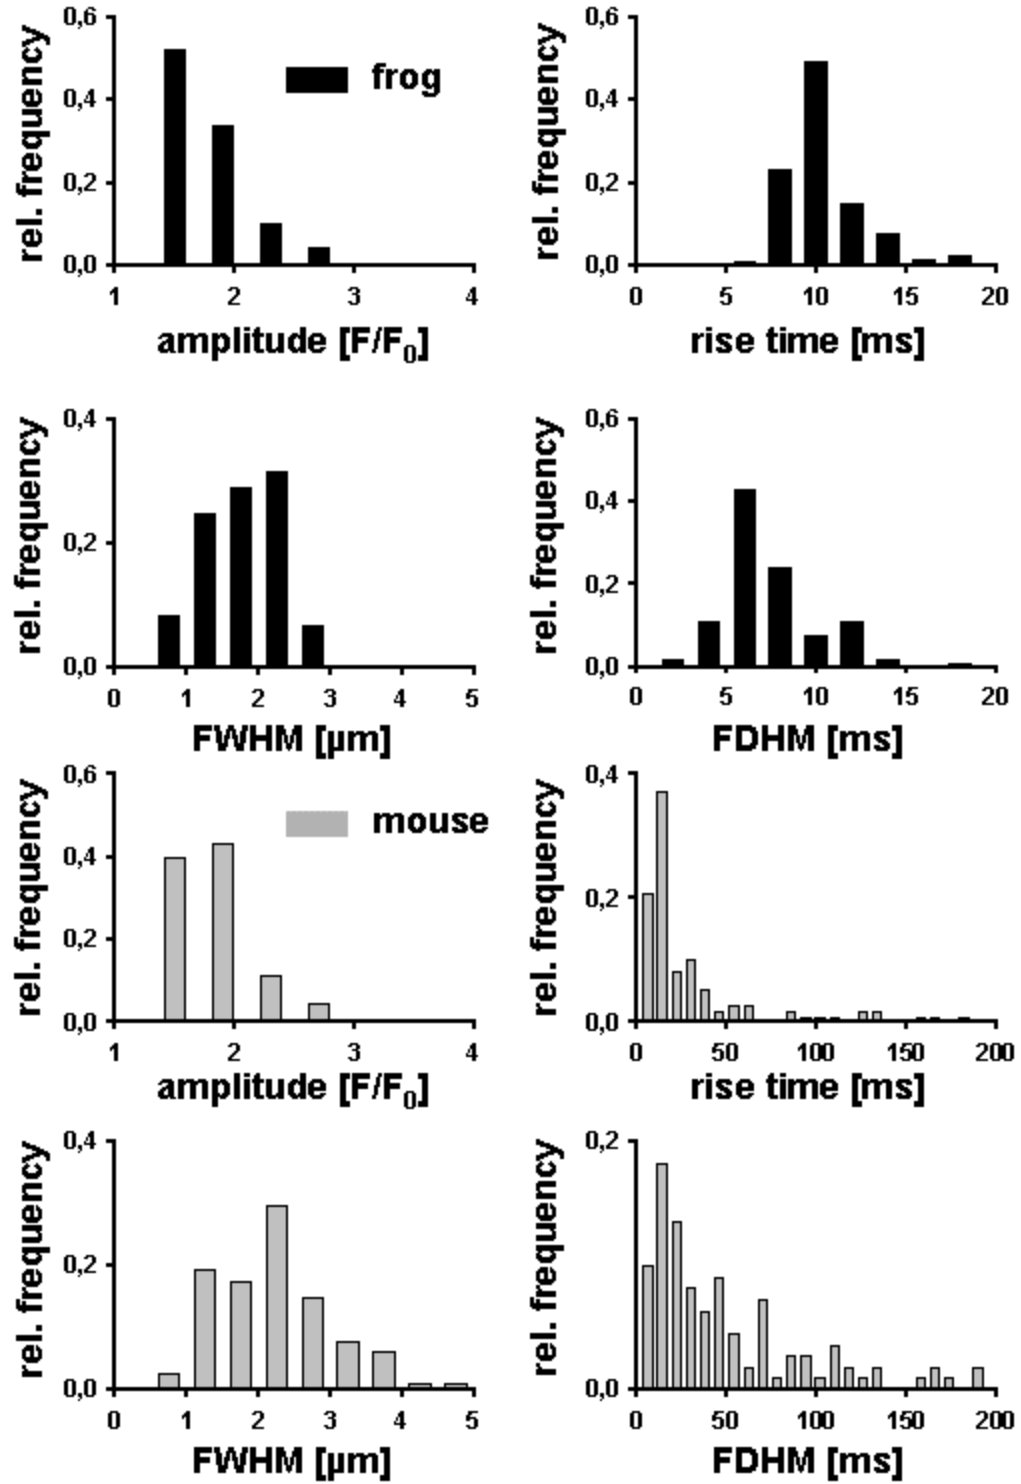 rel. frequency
0,6
0,4
0,2
0,0
1 2 3 4
amplitude [F/F0]
frog
rel. frequency
0,6
0,4
0,2
0,0
0 5 10 15 20
rise time [ms]
rel. frequency
0,4
0,2
0,0
0 1 2 3 4 5
FWHM [µm]
rel. frequency
0,6
0,4
0,2
0,0
0 5 10 15 20
FDHM [ms]
rel. frequency
0,6
0,4
0,2
0,0
1 2 3 4
amplitude [F/F0]
mouse
rel. frequency
0,4
0,2
0,0
0 50 100 150 200
rise time [ms]
rel. frequency
0,4
0,2
0,0
0 1 2 3 4 5
FWHM [µm]
rel. frequency
0,2
0,1
0,0
0 50 100 150 200
FDHM [ms]